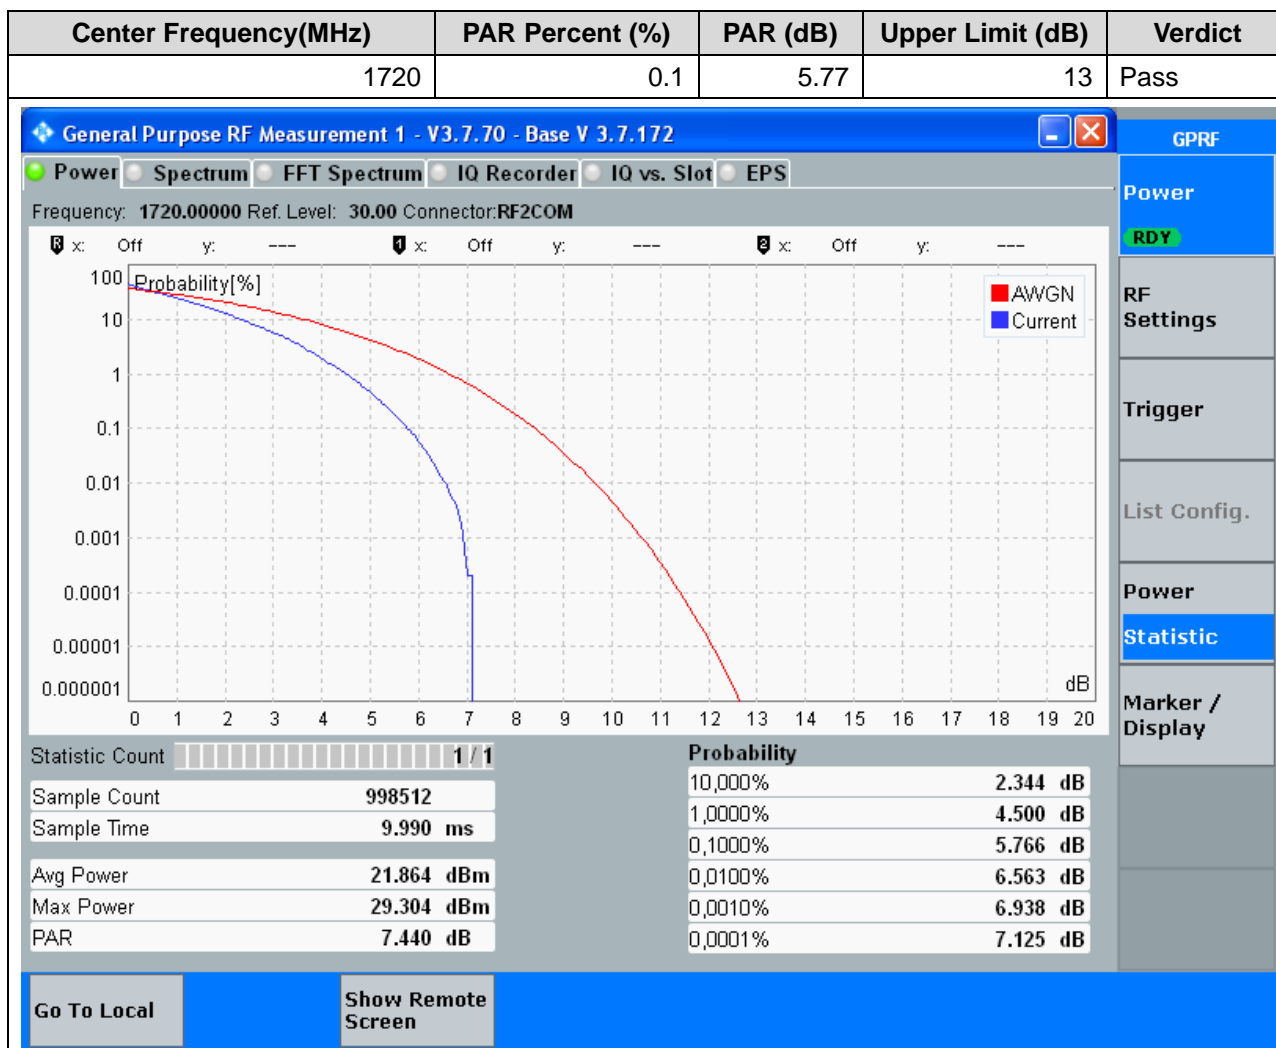 Center Frequency(MHz) PAR Percent (%) PAR (dB) Upper Limit (dB) Verdict
1720 0.1 5.77 13 Pass
General Purpose RF Measurement 1 - V3.7.70 - Base V 3.7.172
GPRF
Power Spectrum FFT Spectrum IQ Recorder IQ vs. Slot EPS
Frequency: 1720.00000 Ref. Level: 30.00 Connector:RF2COM
R x: Off y: --- 1 x: Off y: --- 2 x: Off y: ---
Probability[%]
100
10
1
0.1
0.01
0.001
0.0001
0.00001
0.000001
AWGN
Current
dB
0 1 2 3 4 5 6 7 8 9 10 11 12 13 14 15 16 17 18 19 20
Statistic Count 1 / 1
Sample Count 998512
Sample Time 9.990 ms
Avg Power 21.864 dBm
Max Power 29.304 dBm
PAR 7.440 dB
Probability
10,000% 2.344 dB
1,0000% 4.500 dB
0,1000% 5.766 dB
0,0100% 6.563 dB
0,0010% 6.938 dB
0,0001% 7.125 dB
Power
RDY
RF
Settings
Trigger
List Config.
Power
Statistic
Marker /
Display
Go To Local
Show Remote
Screen